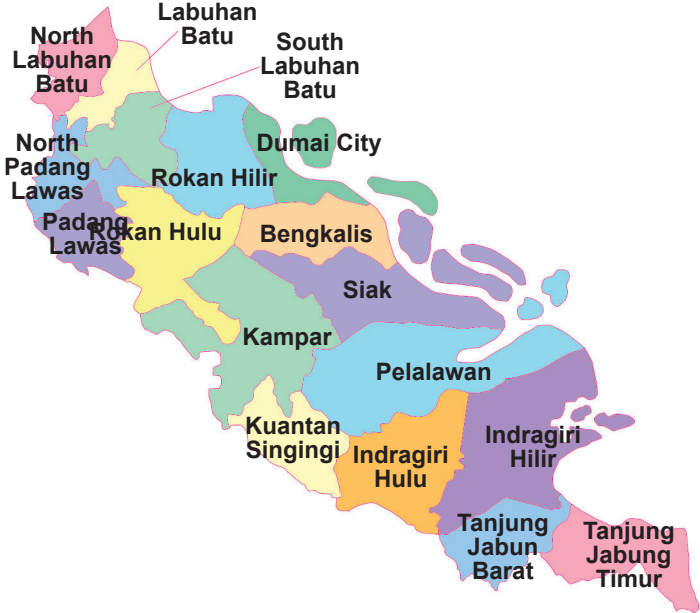 Labuhan
Batu
North
Labuhan
Batu
South
Labuhan
Batu
North
Padang
Lawas
Dumai City
Rokan Hilir
Padang
Lawas
Rokan Hulu
Bengkalis
Siak
Kampar
Pelalawan
Kuantan
Singingi
Indragiri
Hulu
Indragiri
Hilir
Tanjung
Jabun
Barat
Tanjung
Jabung
Timur